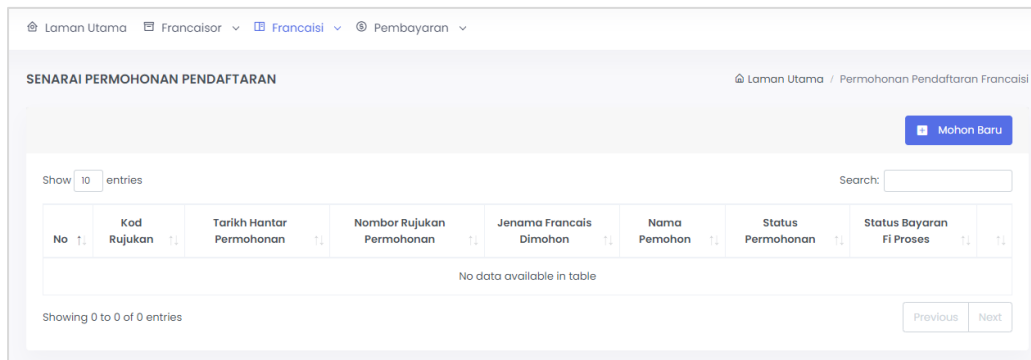 Laman Utama Francaisor Francaisi Pembayaran
SENARAI PERMOHONAN PENDAFTARAN Laman Utama / Permohonan Pendaftaran Francaisi
Mohon Baru
Show 10 entries Search:
No Kod Rujukan Tarikh Hantar Permohonan Nombor Rujukan Permohonan Jenama Francais Dimohon Nama Pemohon Status Permohonan Status Bayaran Fi Proses
No data available in table
Showing 0 to 0 of 0 entries Previous Next